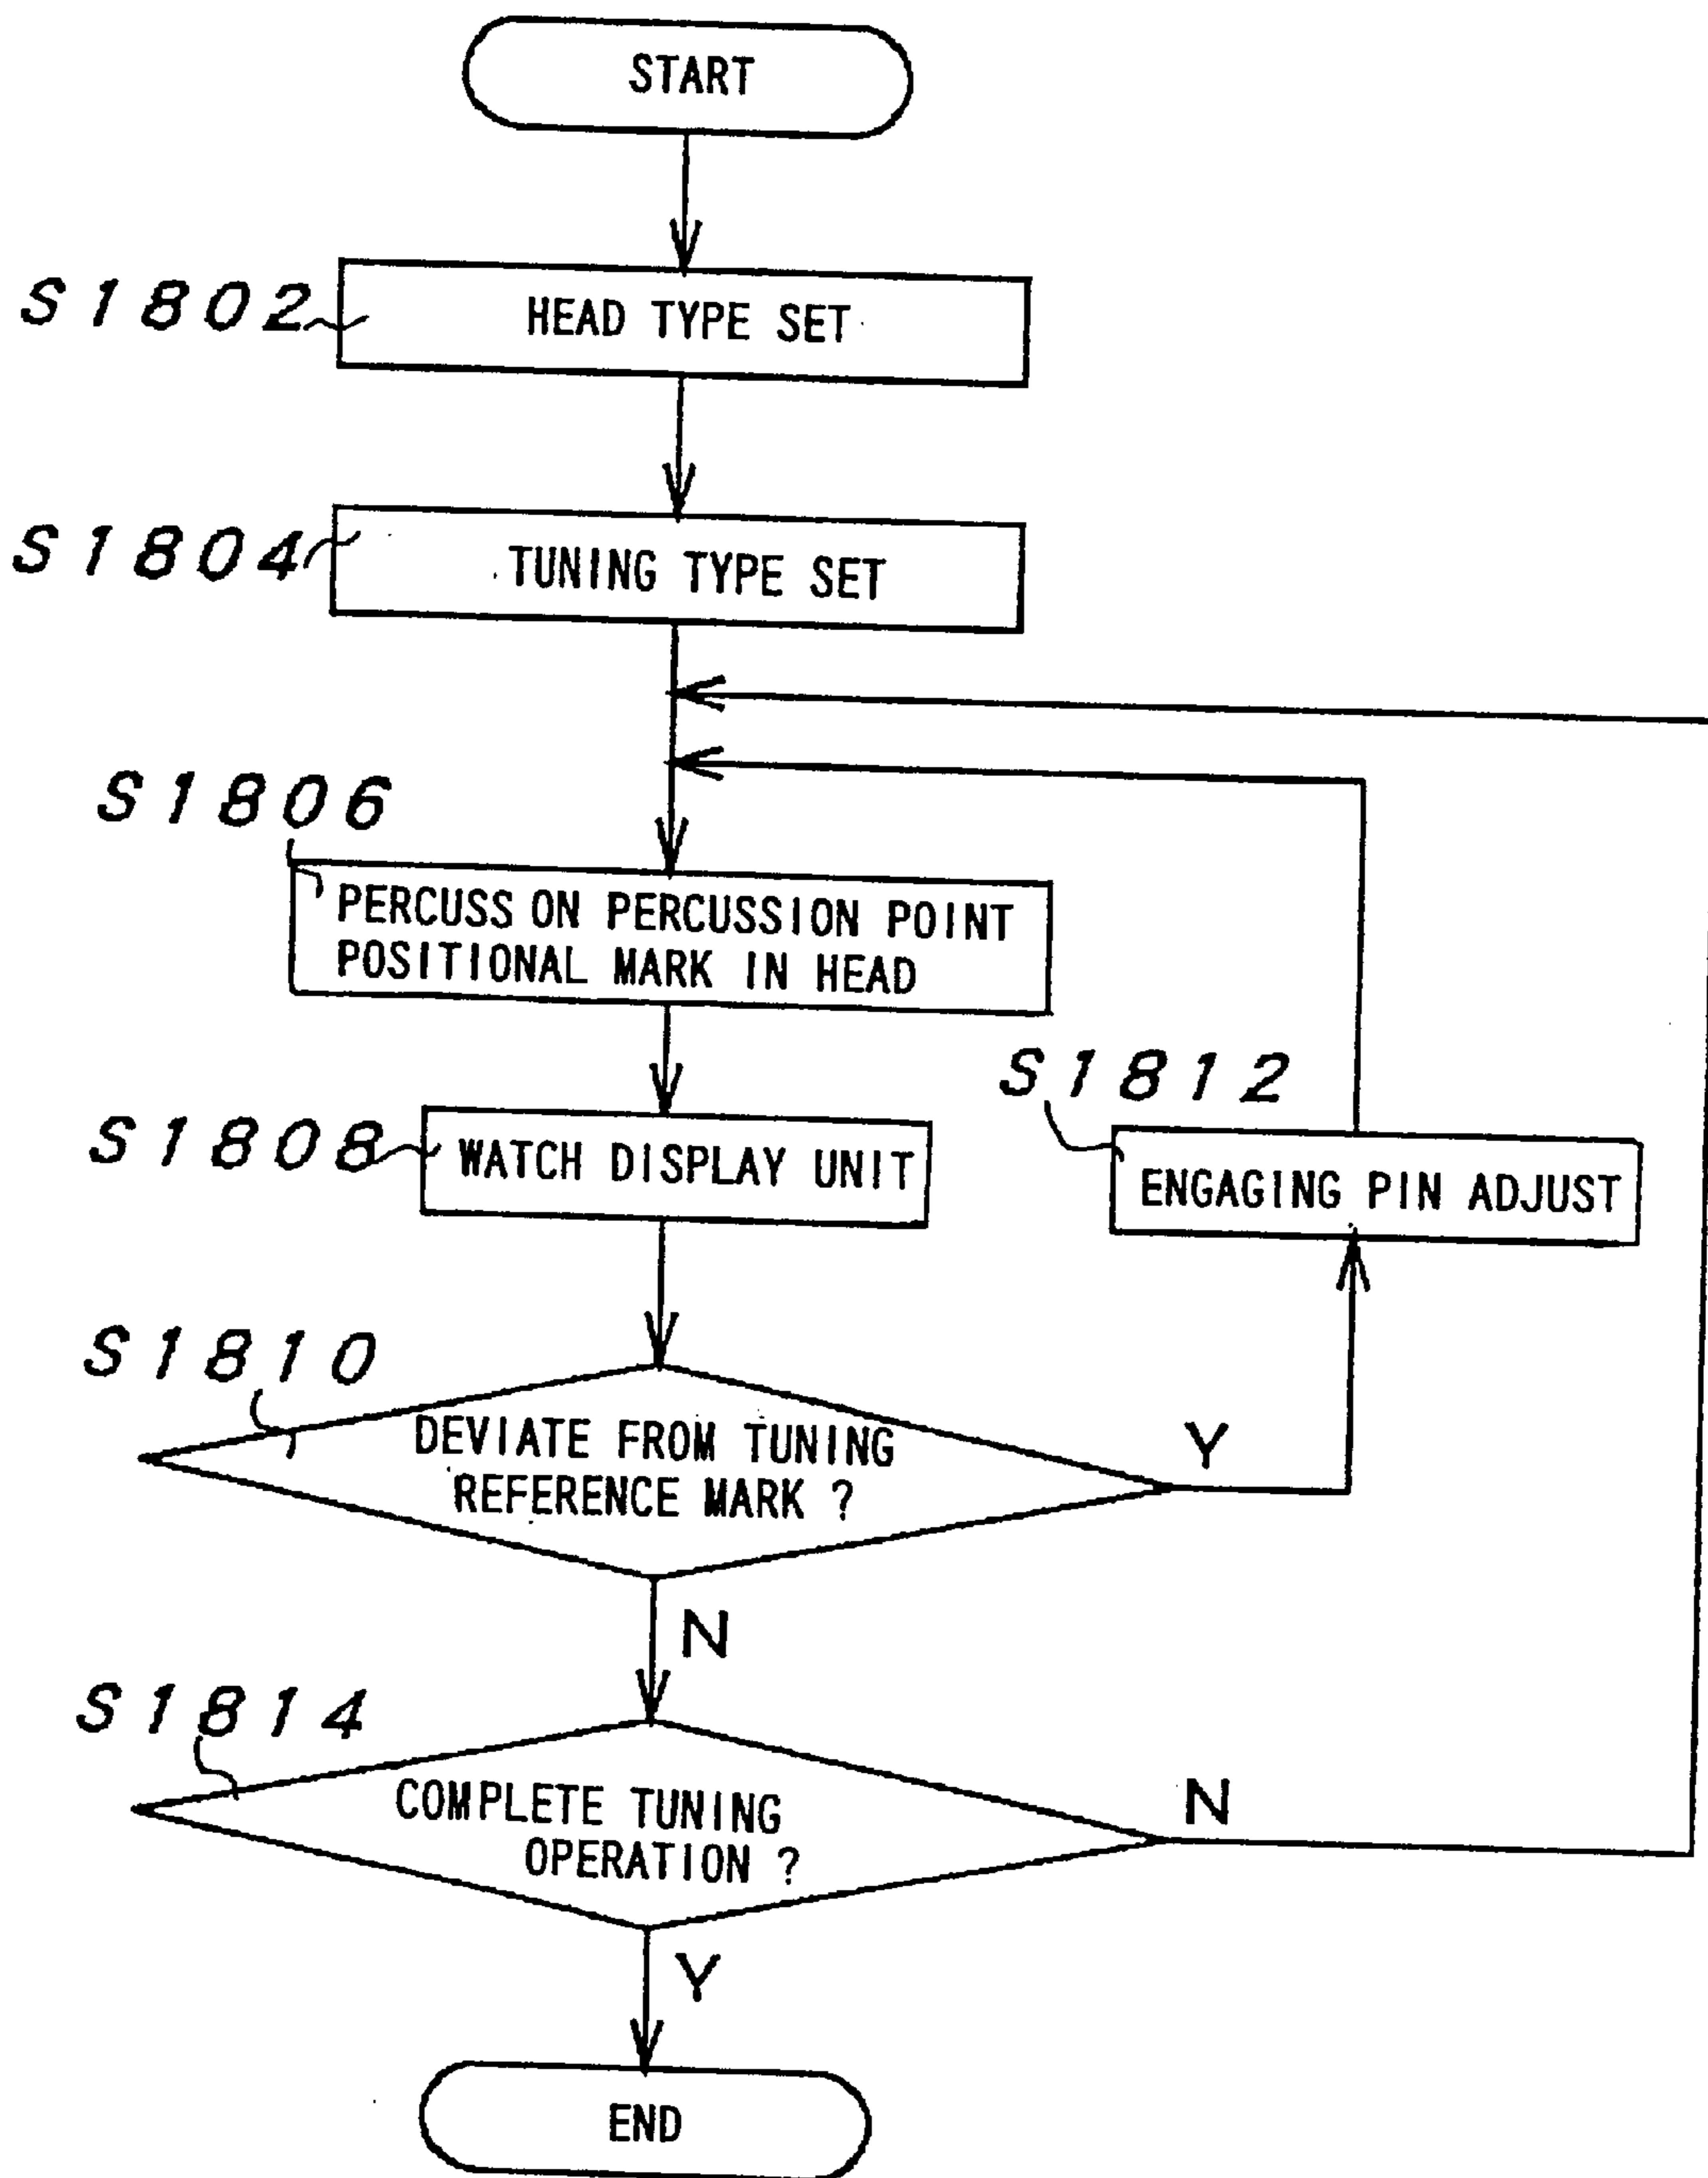 START
S1802
HEAD TYPE SET
S1804
TUNING TYPE SET
S1806
PERCUSS ON PERCUSSION POINT
POSITIONAL MARK IN HEAD
S1808
WATCH DISPLAY UNIT
S1812
ENGAGING PIN ADJUST
S1810
DEVIATE FROM TUNING
REFERENCE MARK ?
Y
N
S1814
COMPLETE TUNING
OPERATION ?
N
Y
END